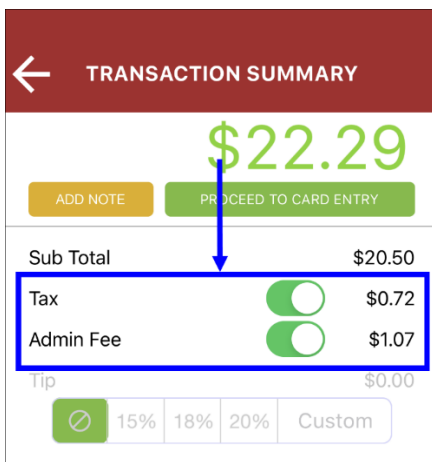 TRANSACTION SUMMARY
$22.29
ADD NOTE PROCEED TO CARD ENTRY
Sub Total $20.50
Tax $0.72
Admin Fee $1.07
Tip $0.00
15% 18% 20% Custom